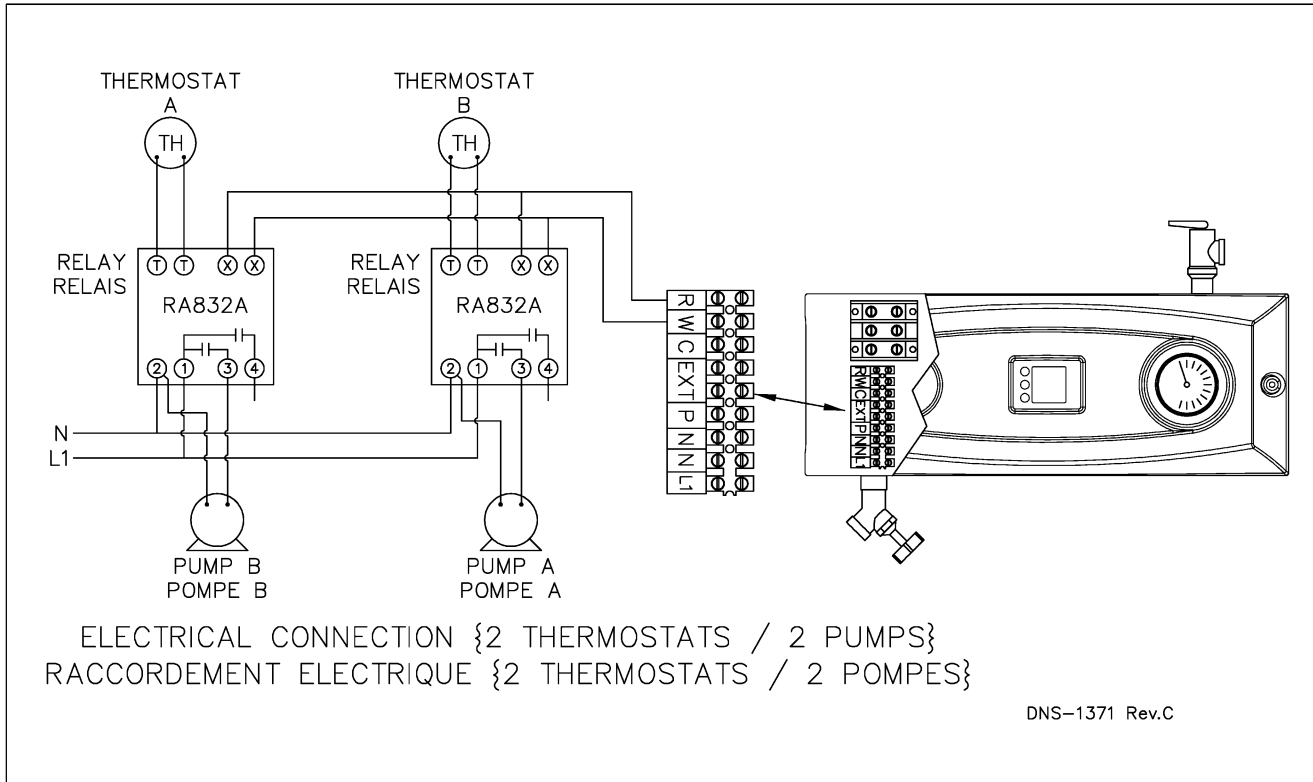 THERMOSTAT
A
TH
THERMOSTAT
B
TH
RELAY
RELAIS
T T X X
RA832A
2 1 3 4
RELAY
RELAIS
T T X X
RA832A
2 1 3 4
N
L1
PUMP B
POMPE B
PUMP A
POMPE A
R
W
C
EXT
P
N
N
L1
R
W
C
EXT
P
N
N
L1
ELECTRICAL CONNECTION {2 THERMOSTATS / 2 PUMPS}
RACCORDEMENT ELECTRIQUE {2 THERMOSTATS / 2 POMPES}
DNS-1371 Rev.C